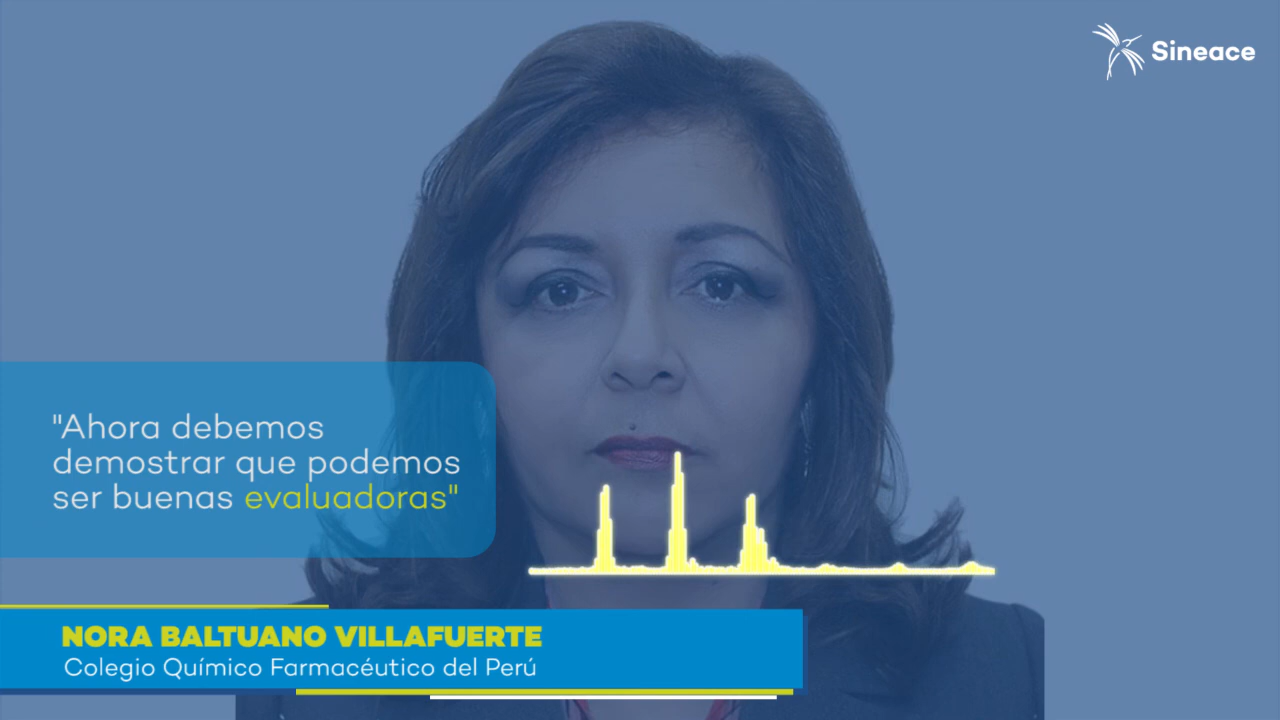 Sineace
"Ahora debemos
demostrar que podemos
ser buenas evaluadoras"
NORA BALTUANO VILLAFUERTE
Colegio Químico Farmacéutico del Perú